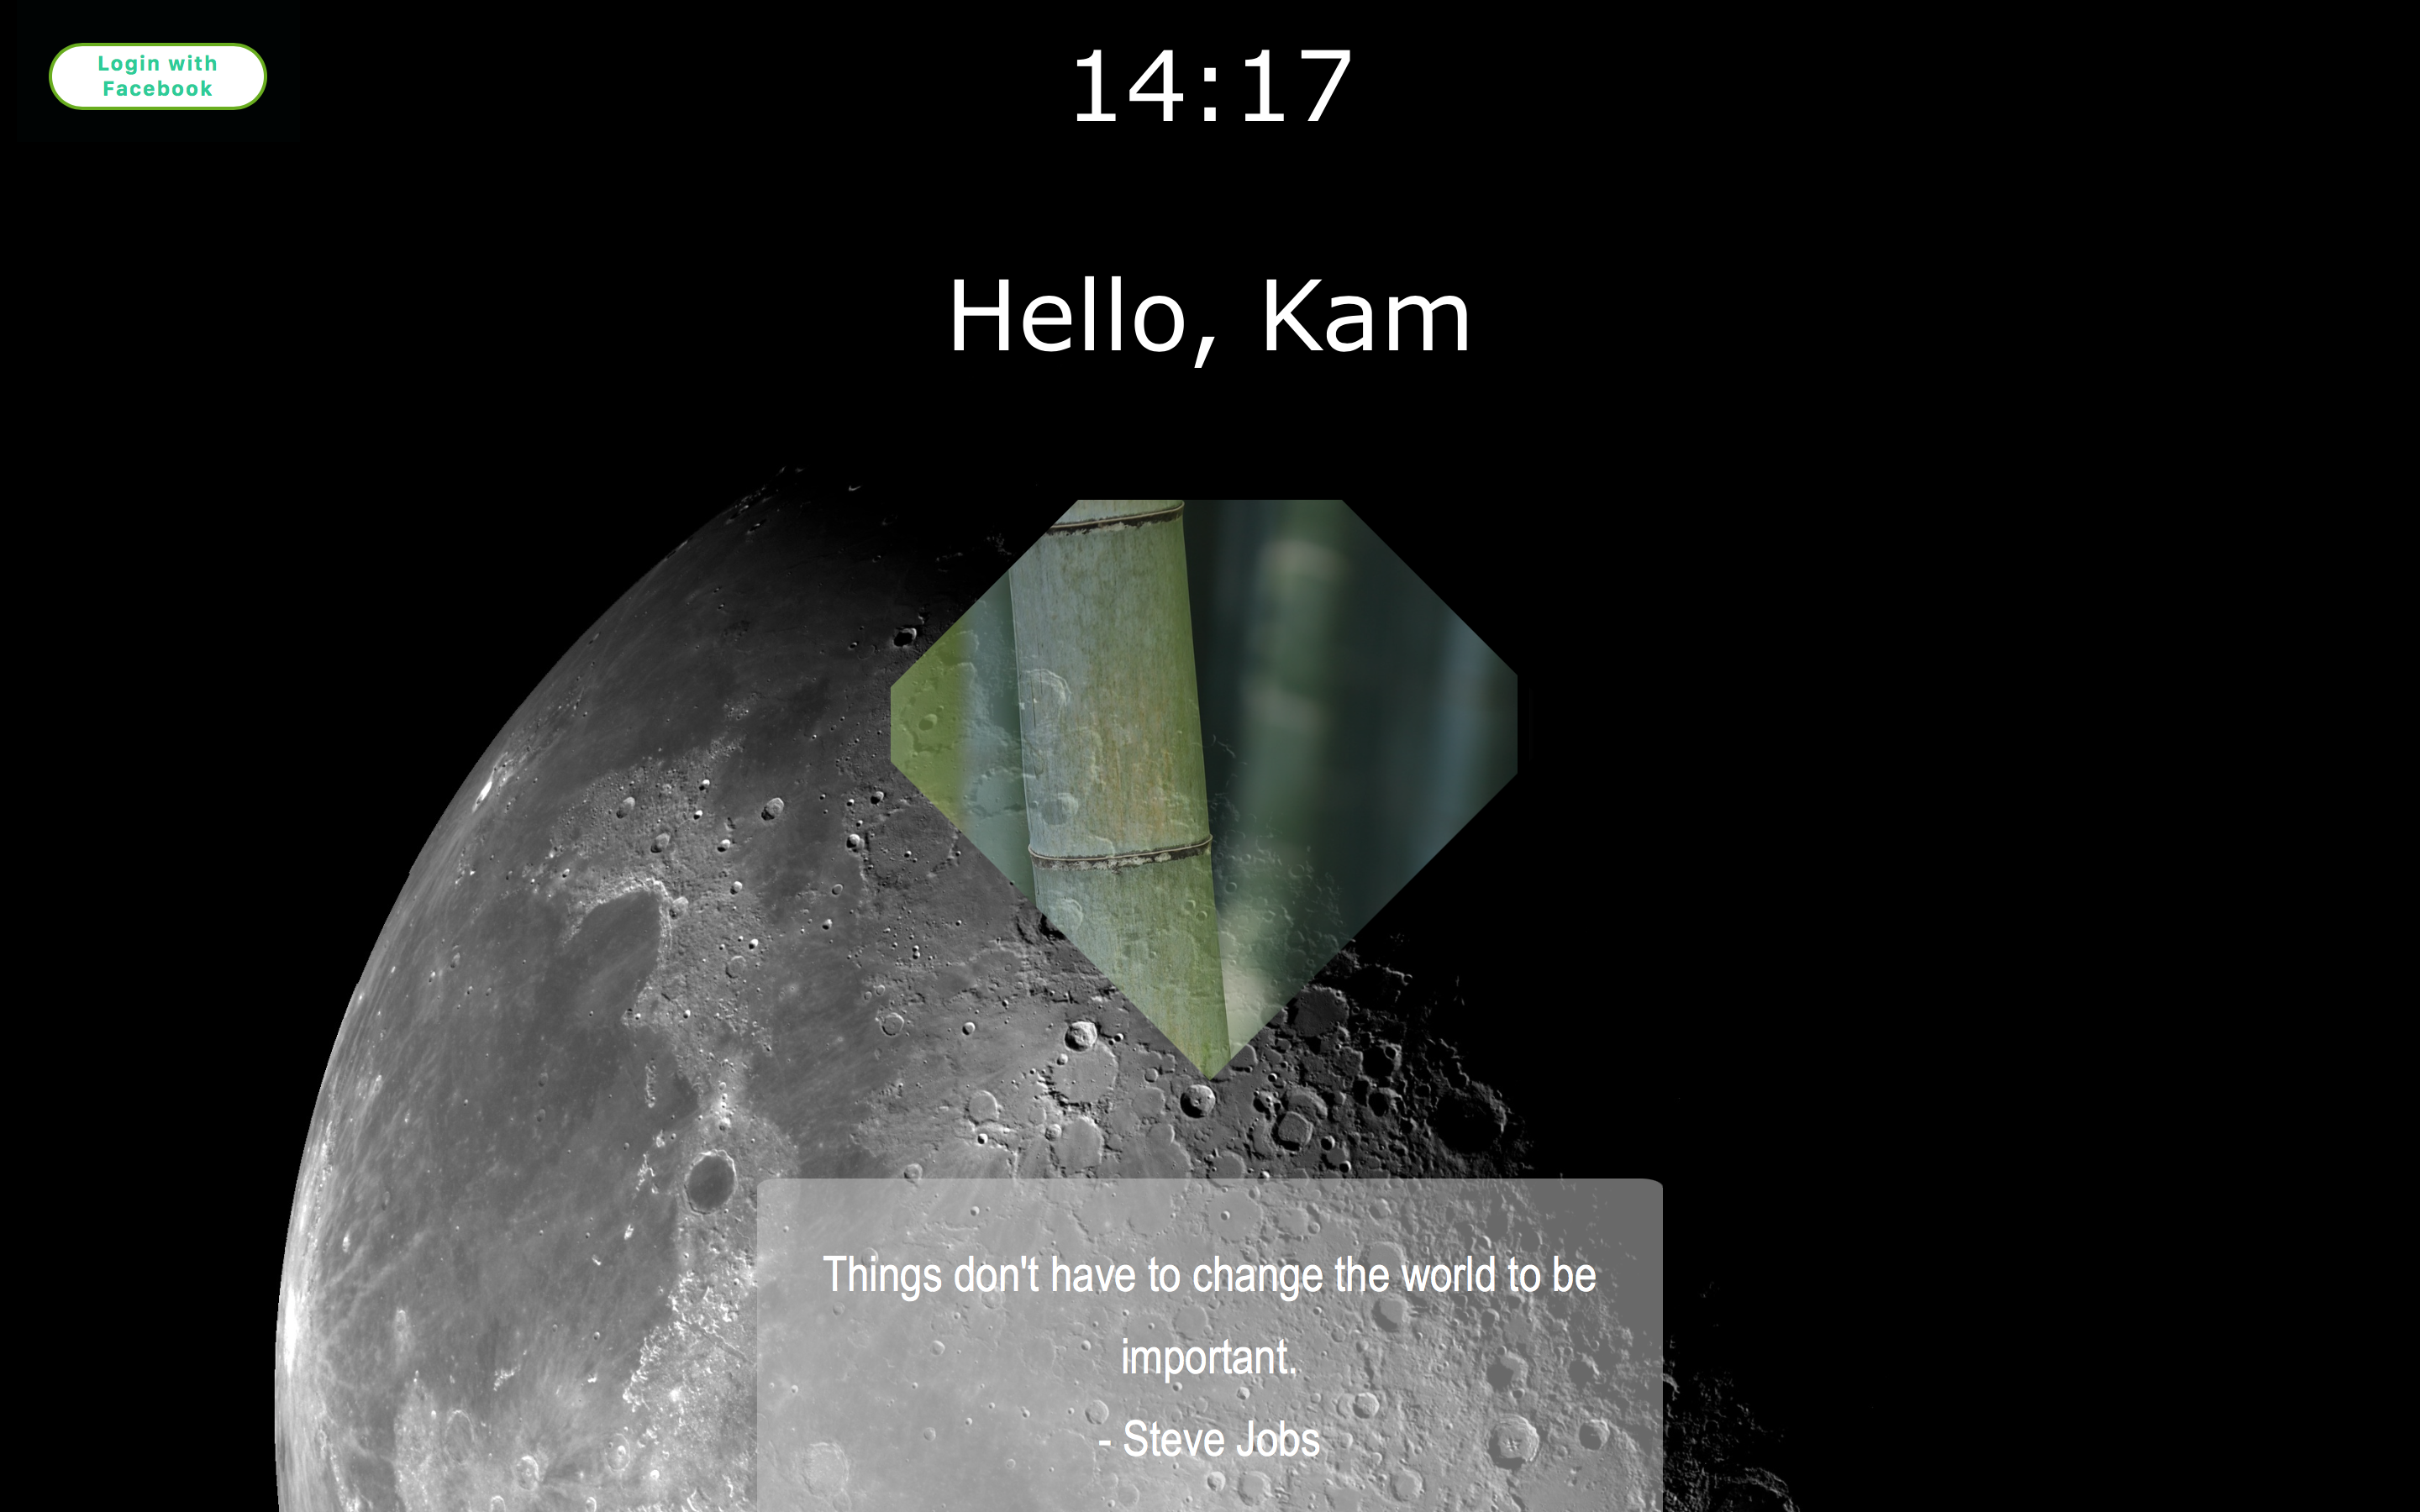 Login with
Facebook
14:17
Hello, Kam
Things don't have to change the world to be
important.
- Steve Jobs